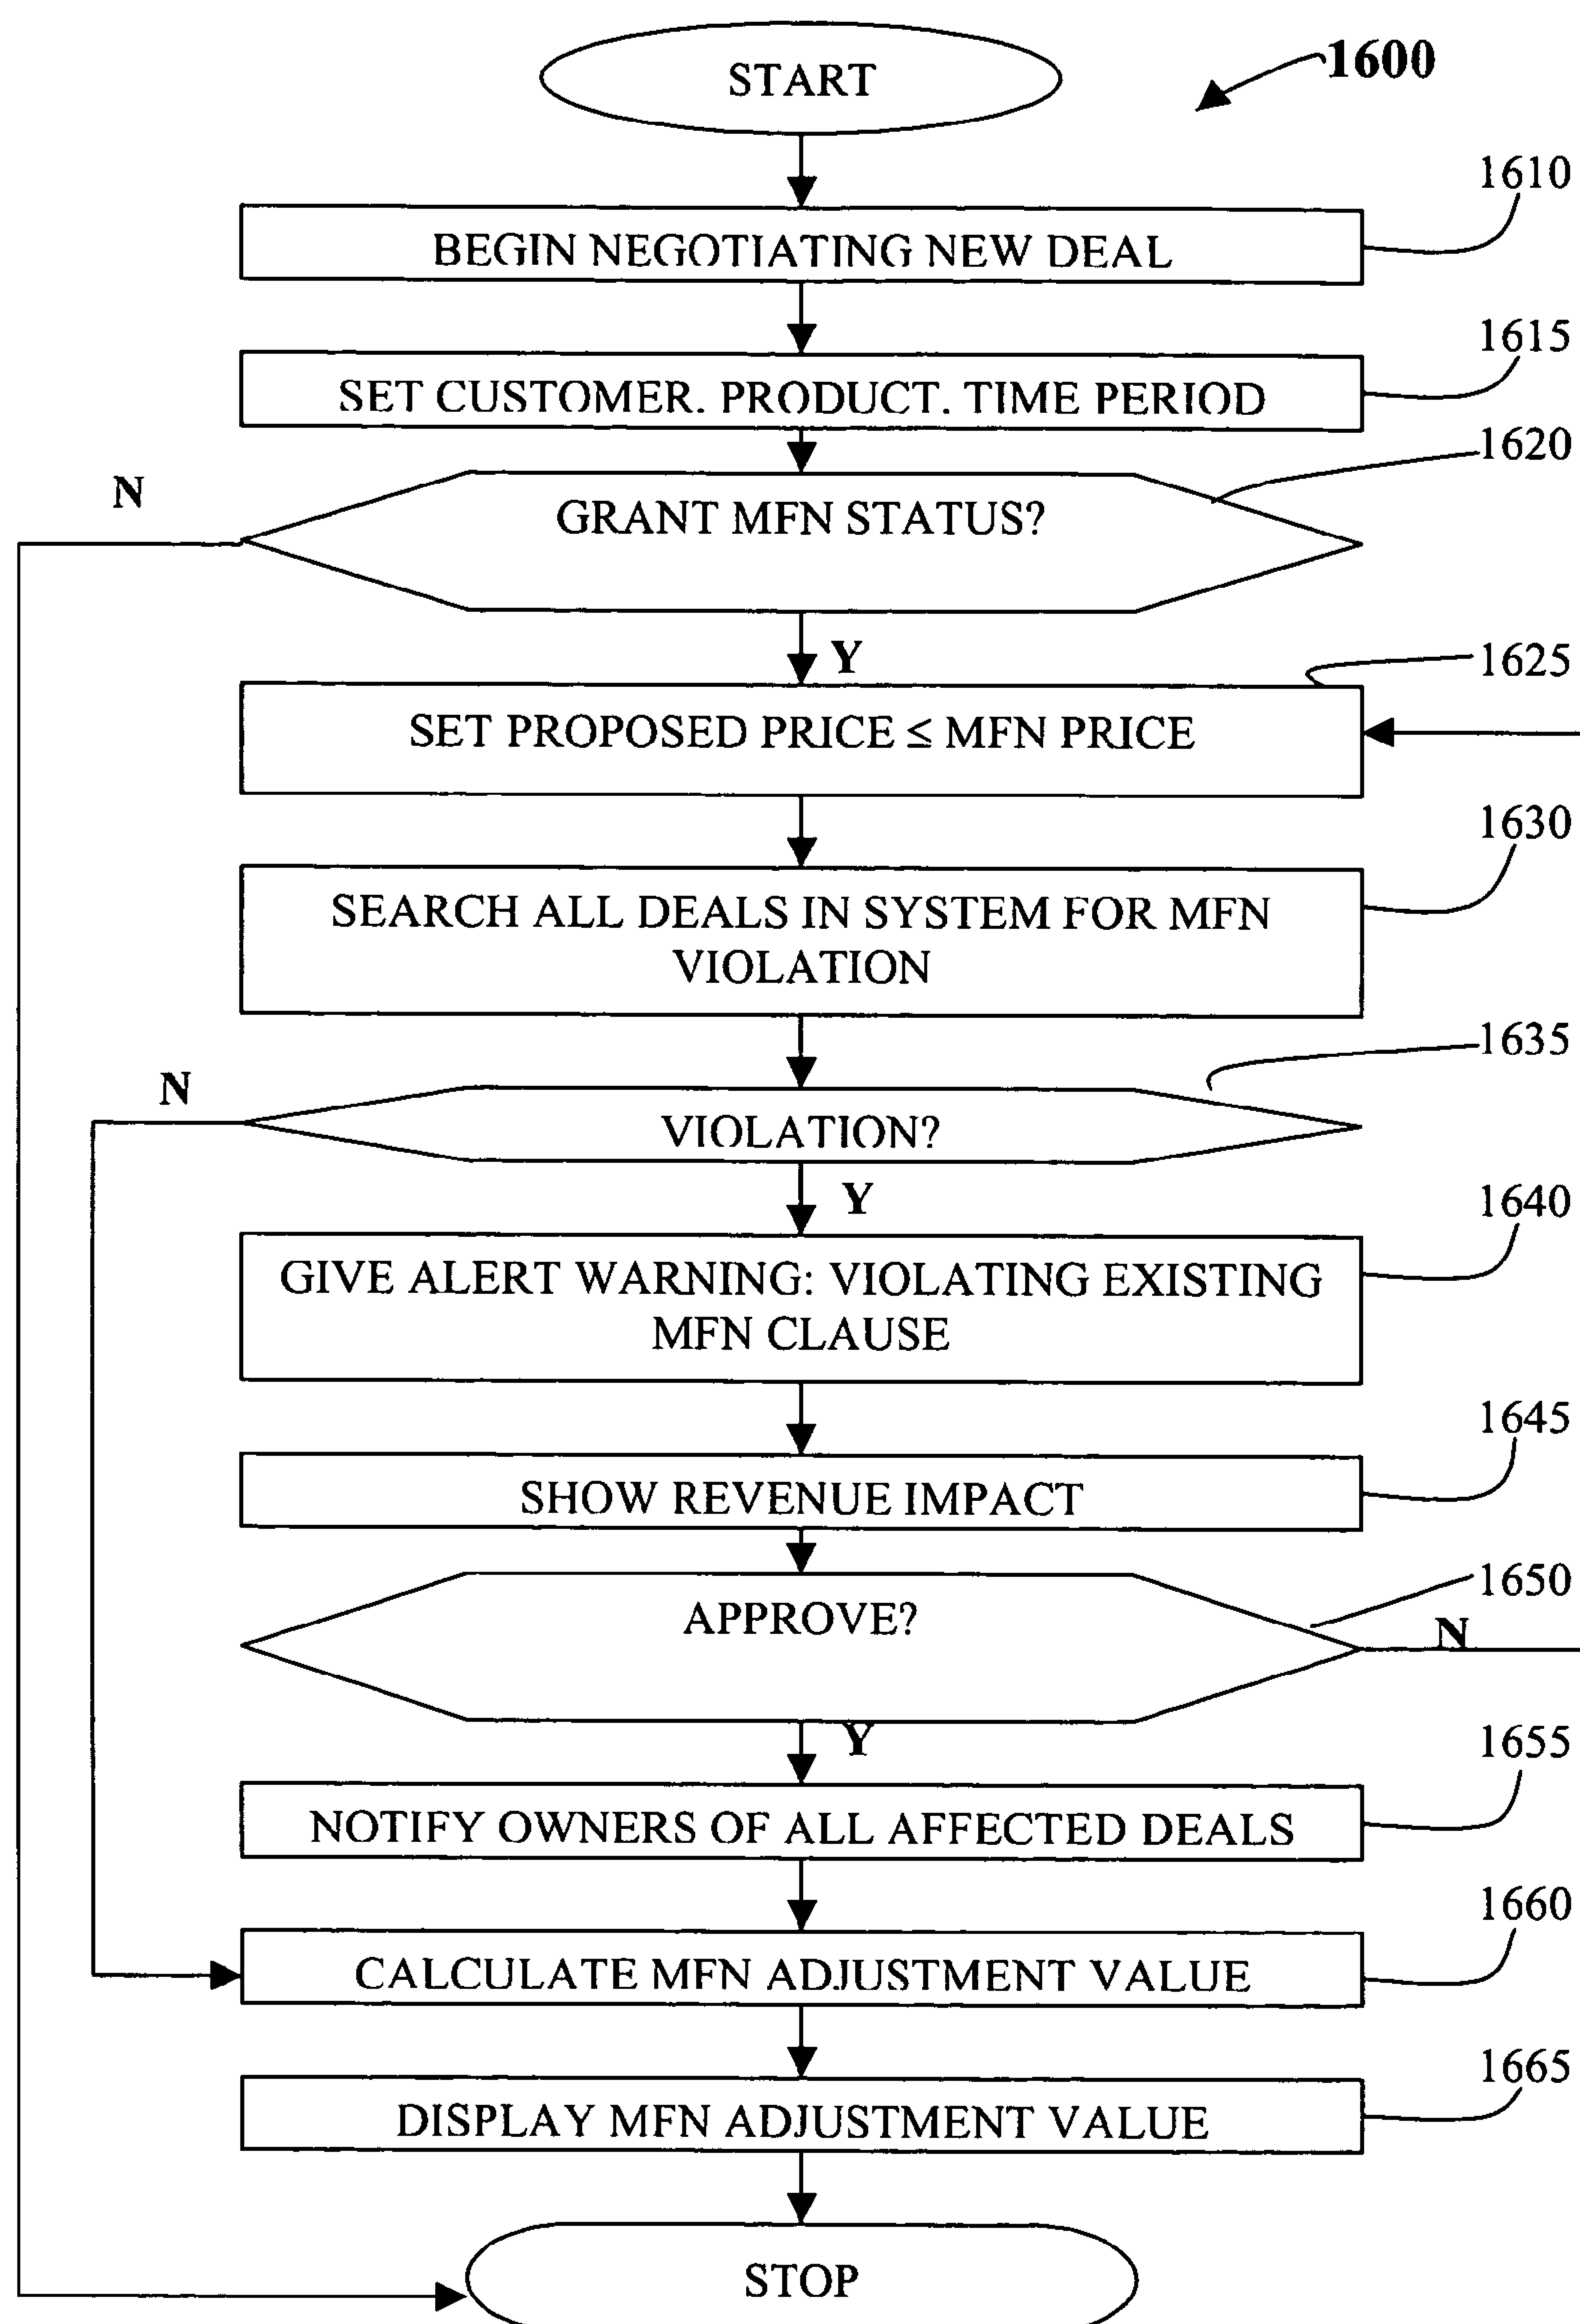 START
1600
1610
BEGIN NEGOTIATING NEW DEAL
1615
SET CUSTOMER. PRODUCT. TIME PERIOD
1620
N
GRANT MFN STATUS?
Y
1625
SET PROPOSED PRICE ≤ MFN PRICE
1630
SEARCH ALL DEALS IN SYSTEM FOR MFN
VIOLATION
1635
N
VIOLATION?
Y
1640
GIVE ALERT WARNING: VIOLATING EXISTING
MFN CLAUSE
1645
SHOW REVENUE IMPACT
1650
APPROVE?
N
Y
1655
NOTIFY OWNERS OF ALL AFFECTED DEALS
1660
CALCULATE MFN ADJUSTMENT VALUE
1665
DISPLAY MFN ADJUSTMENT VALUE
STOP